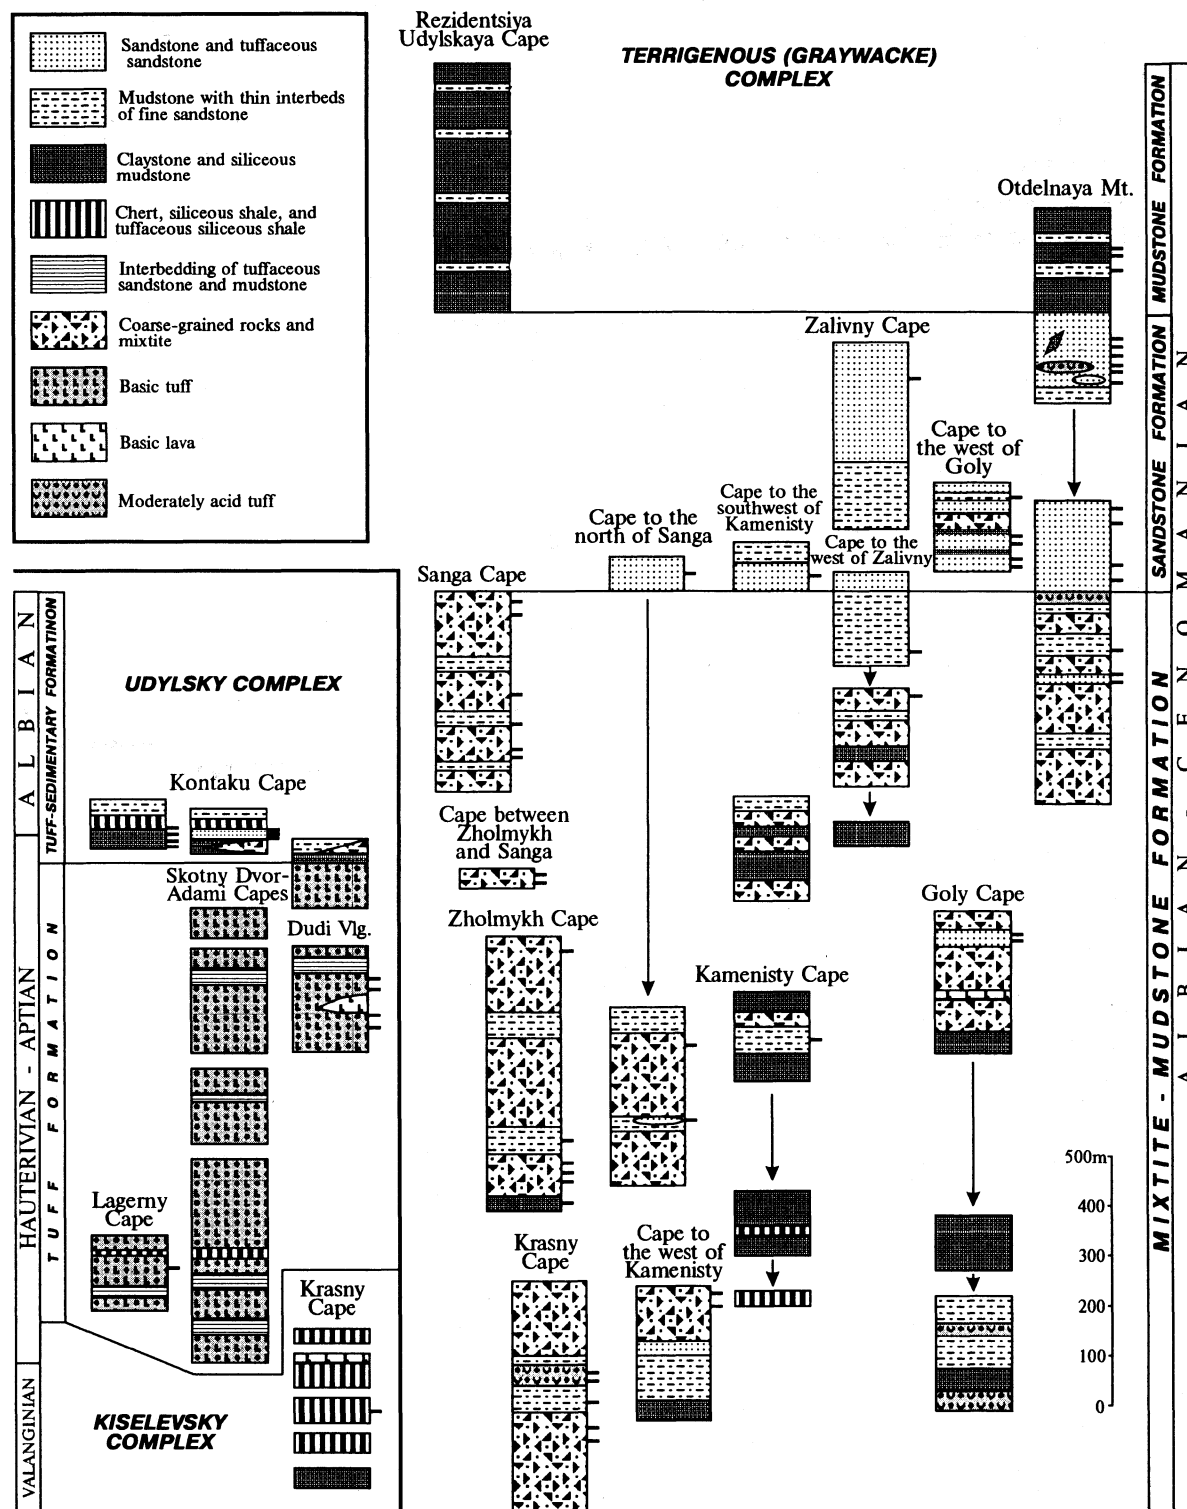 Sandstone and tuffaceous
sandstone
Mudstone with thin interbeds
of fine sandstone
Claystone and siliceous
mudstone
Chert, siliceous shale, and
tuffaceous siliceous shale
Interbedding of tuffaceous
sandstone and mudstone
Coarse-grained rocks and
mixtite
Basic tuff
Basic lava
Moderately acid tuff
Rezidentsiya
Udylskaya Cape
TERRIGENOUS (GRAYWACKE)
COMPLEX
Otdelnaya Mt.
Zalivny Cape
Cape to
the west of
Goly
Cape to the
southwest of
Kamenisty
Cape to the
north of Sanga
Cape to the
west of Zalivny
Sanga Cape
Cape between
Zholmykh
and Sanga
Zholmykh Cape
Goly Cape
Kamenisty Cape
Krasny
Cape
Cape to
the west of
Kamenisty
500m
400
300
200
100
0
MUDSTONE FORMATION
SANDSTONE FORMATION
MIXTITE - MUDSTONE FORMATION
ALBIAN - CENOMANNIAN
UDYLSKY COMPLEX
Kontaku Cape
Skotny Dvor-
Adami Capes
Dudi Vlg.
Lagerny
Cape
Krasny
Cape
KISELEVSKY
COMPLEX
ALBIAN
TUFF-SEDIMENTARY FORMATINON
HAUTERIVIAN - APTIAN
TUFF FORMATION
VALANGINIAN